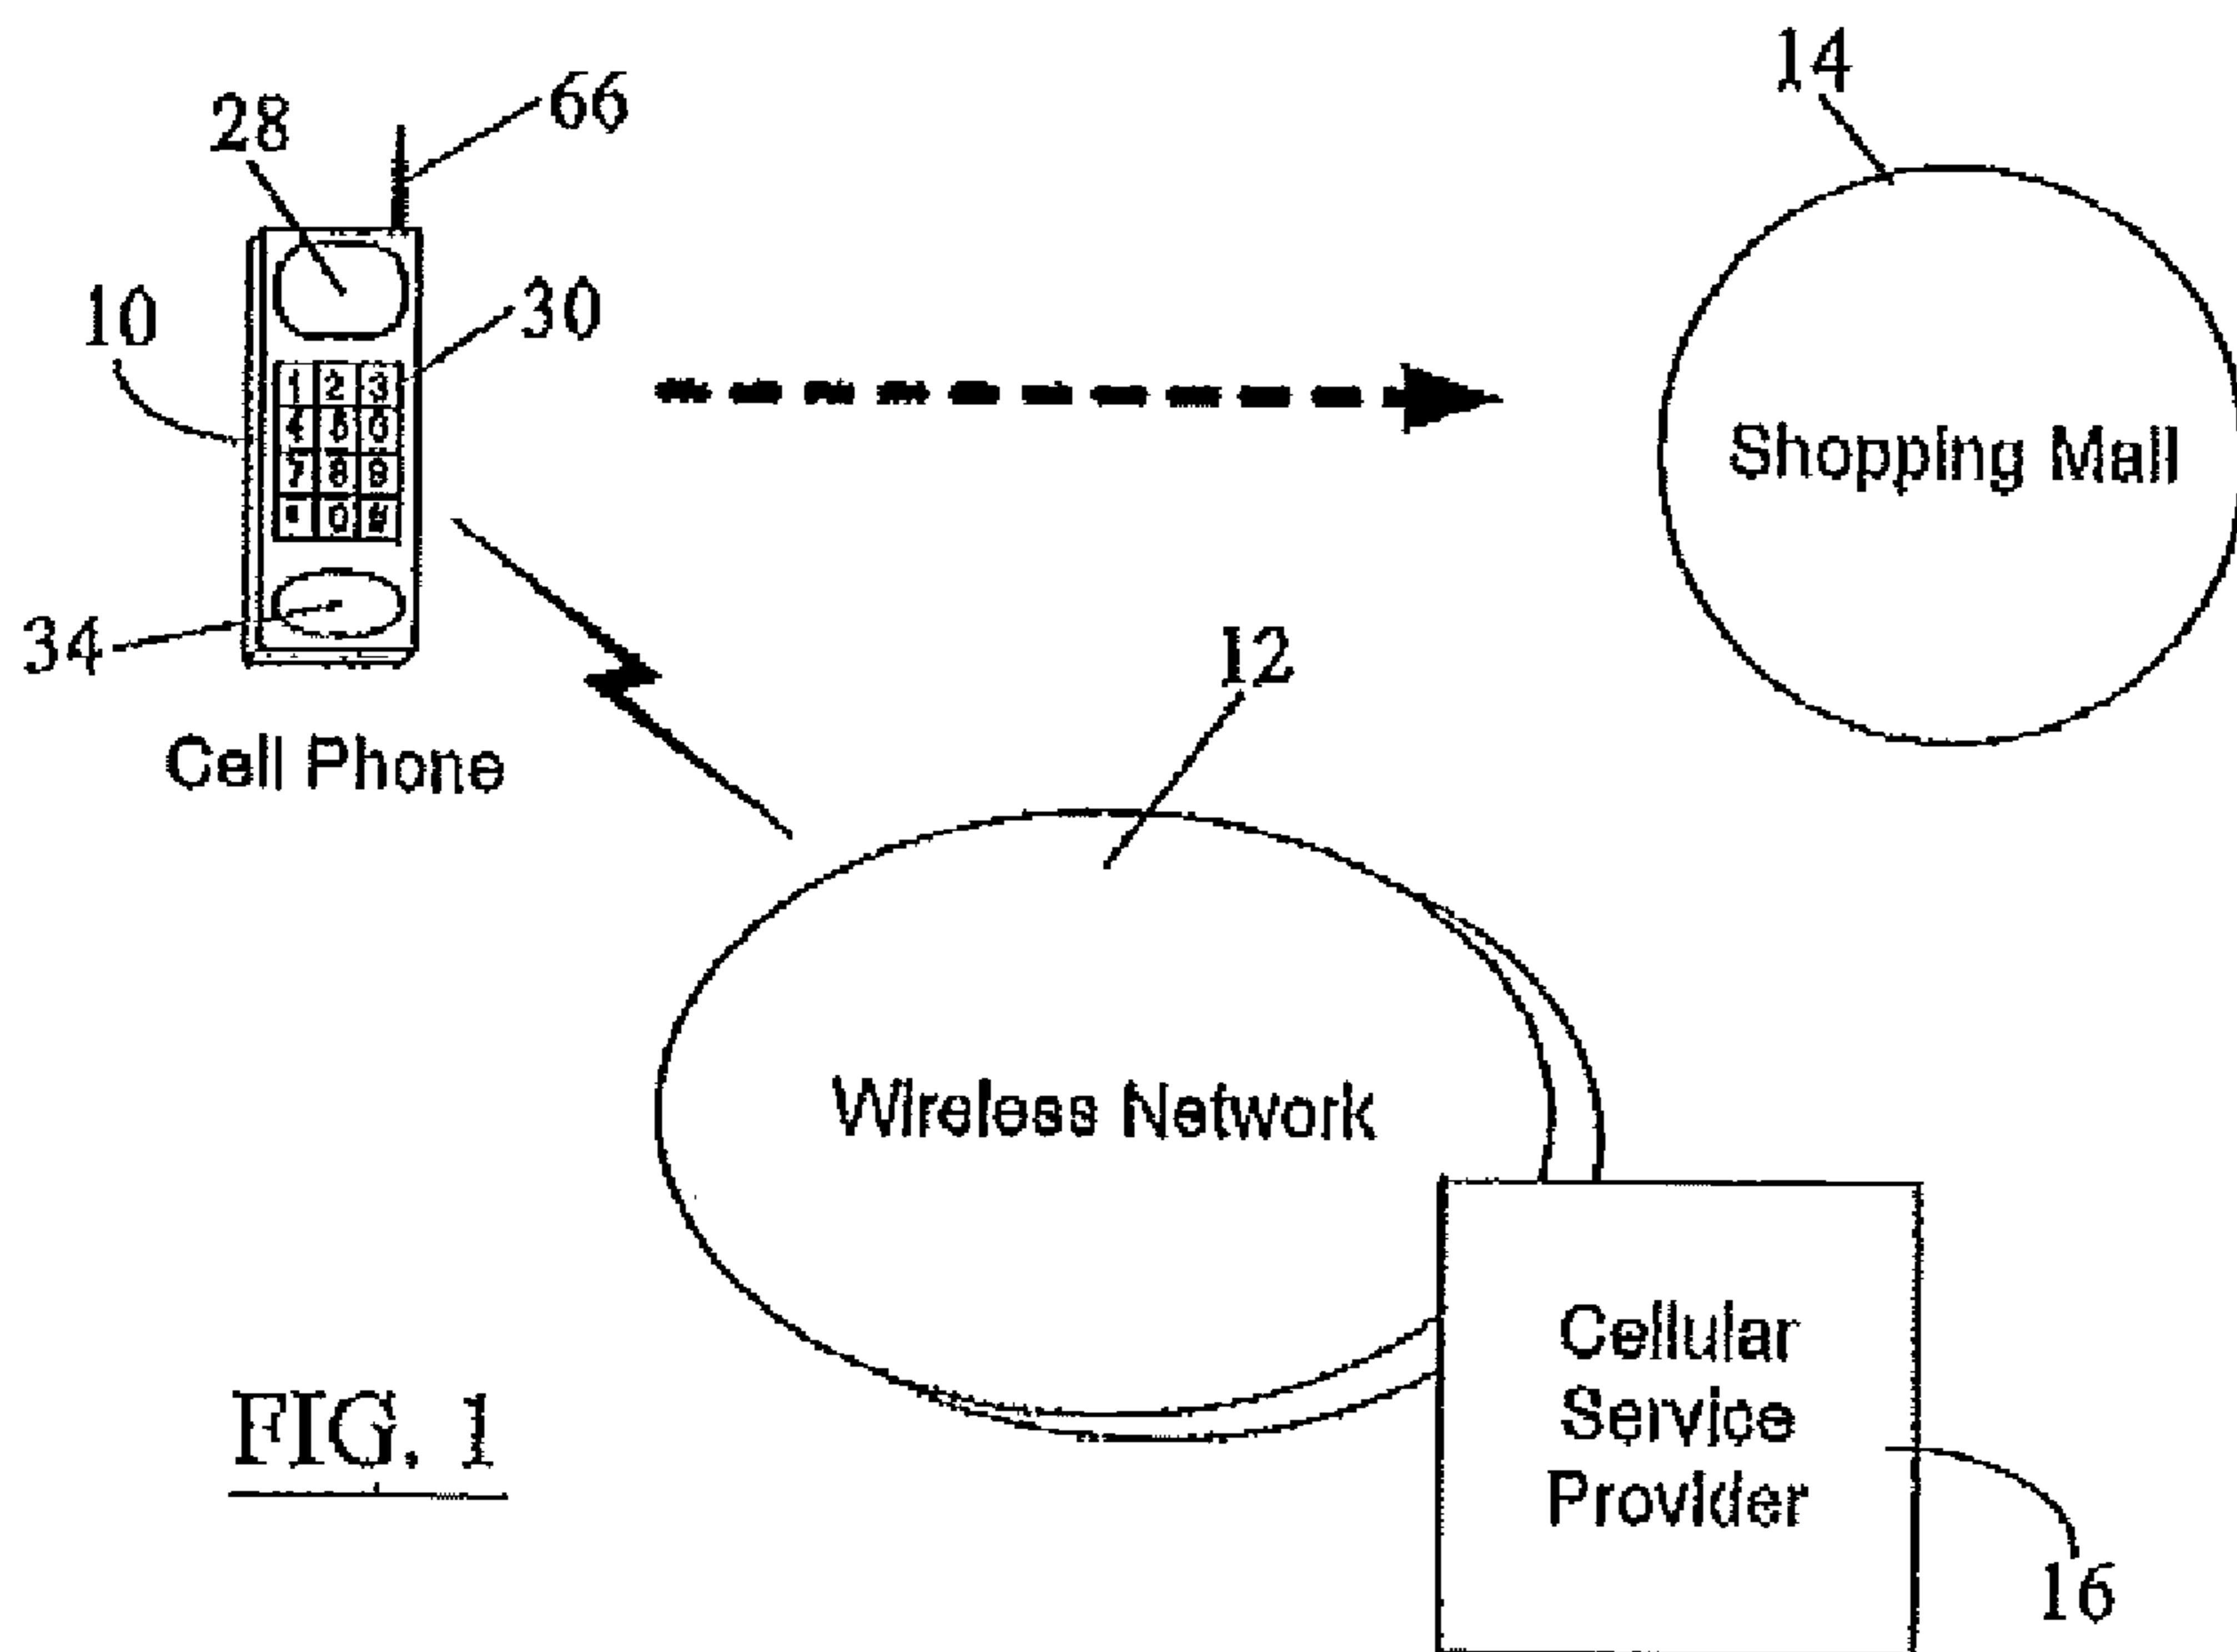 14
66
28
30
10
1 2 3
4 5 6
7 8 9
0
Shopping Mall
34
12
Cell Phone
Wireless Network
Cellular
Service
Provider
FIG. 1
16